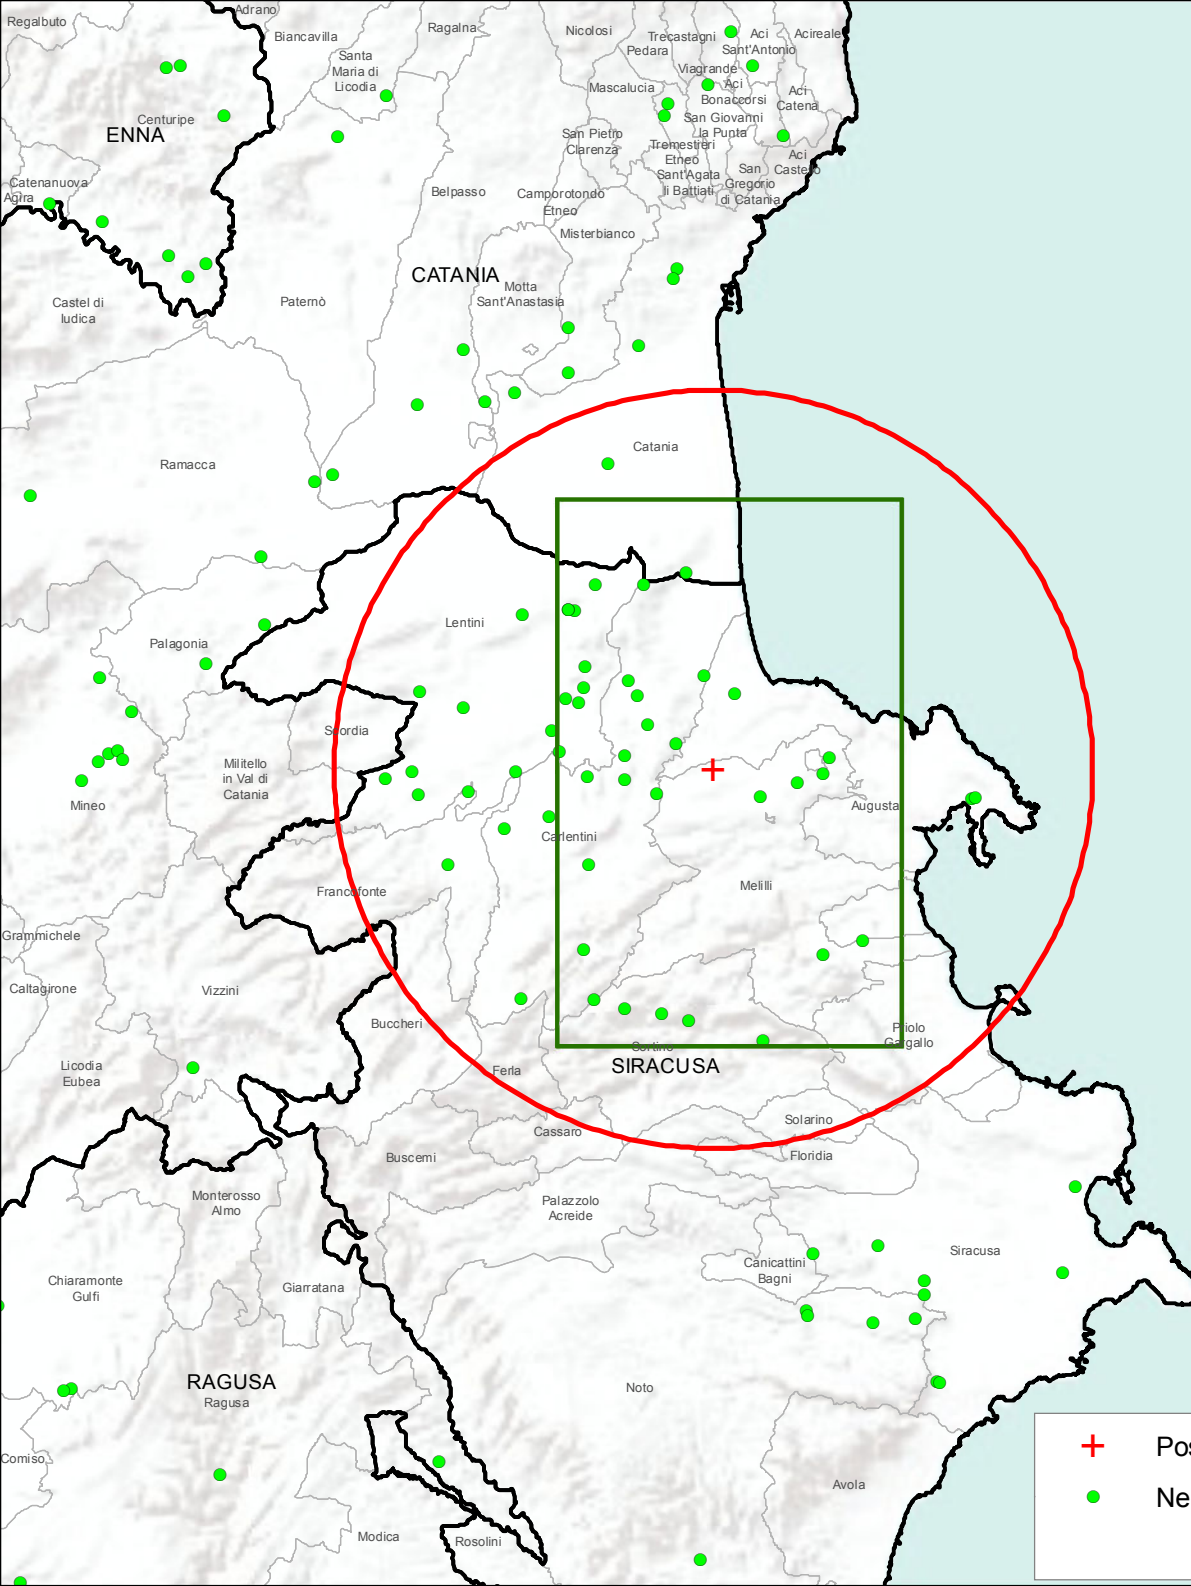 Adrano
Regalbuto
Biancavilla
Ragalna
Nicolosi
Trecastagni
Pedara
Aci
Sant'Antonio
Acireale
Santa
Maria di
Licodia
Viagrande
Mascalucia
Aci
Bonaccorsi
Aci
Catena
Centuripe
ENNA
San Pietro
Clarenza
San Giovanni
la Punta
Tremestieri
Etneo
Sant'Agata
li Battiati
San
Gregorio
di Catania
Aci
Castello
Catenanuova
Agira
Belpasso
Camporotondo
Etneo
Misterbianco
CATANIA
Motta
Sant'Anastasia
Castel di
Iudica
Paternò
Catania
Ramacca
Lentini
Palagonia
Scordia
Militello
in Val di
Catania
Mineo
Augusta
Carlentini
Melilli
Francofonte
Grammichele
Caltagirone
Vizzini
Buccheri
Priolo
Gargallo
Sortino
SIRACUSA
Licodia
Eubea
Ferla
Solarino
Cassaro
Floridia
Buscemi
Monterosso
Almo
Palazzolo
Acreide
Siracusa
Canicattini
Bagni
Chiaramonte
Gulfi
Giarratana
RAGUSA
Ragusa
Noto
Comiso
Avola
Modica
Rosolini
Pos
Ne